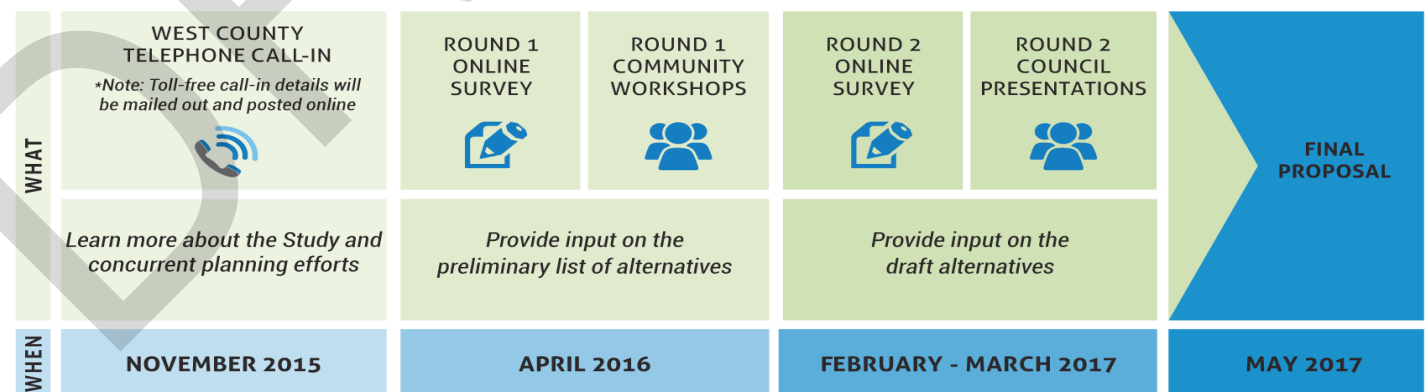 WHAT
WEST COUNTY
TELEPHONE CALL-IN
*Note: Toll-free call-in details will
be mailed out and posted online
ROUND 1
ONLINE
SURVEY
ROUND 1
COMMUNITY
WORKSHOPS
ROUND 2
ONLINE
SURVEY
ROUND 2
COUNCIL
PRESENTATIONS
FINAL
PROPOSAL
Learn more about the Study and
concurrent planning efforts
Provide input on the
preliminary list of alternatives
Provide input on the
draft alternatives
WHEN
NOVEMBER 2015
APRIL 2016
FEBRUARY - MARCH 2017
MAY 2017